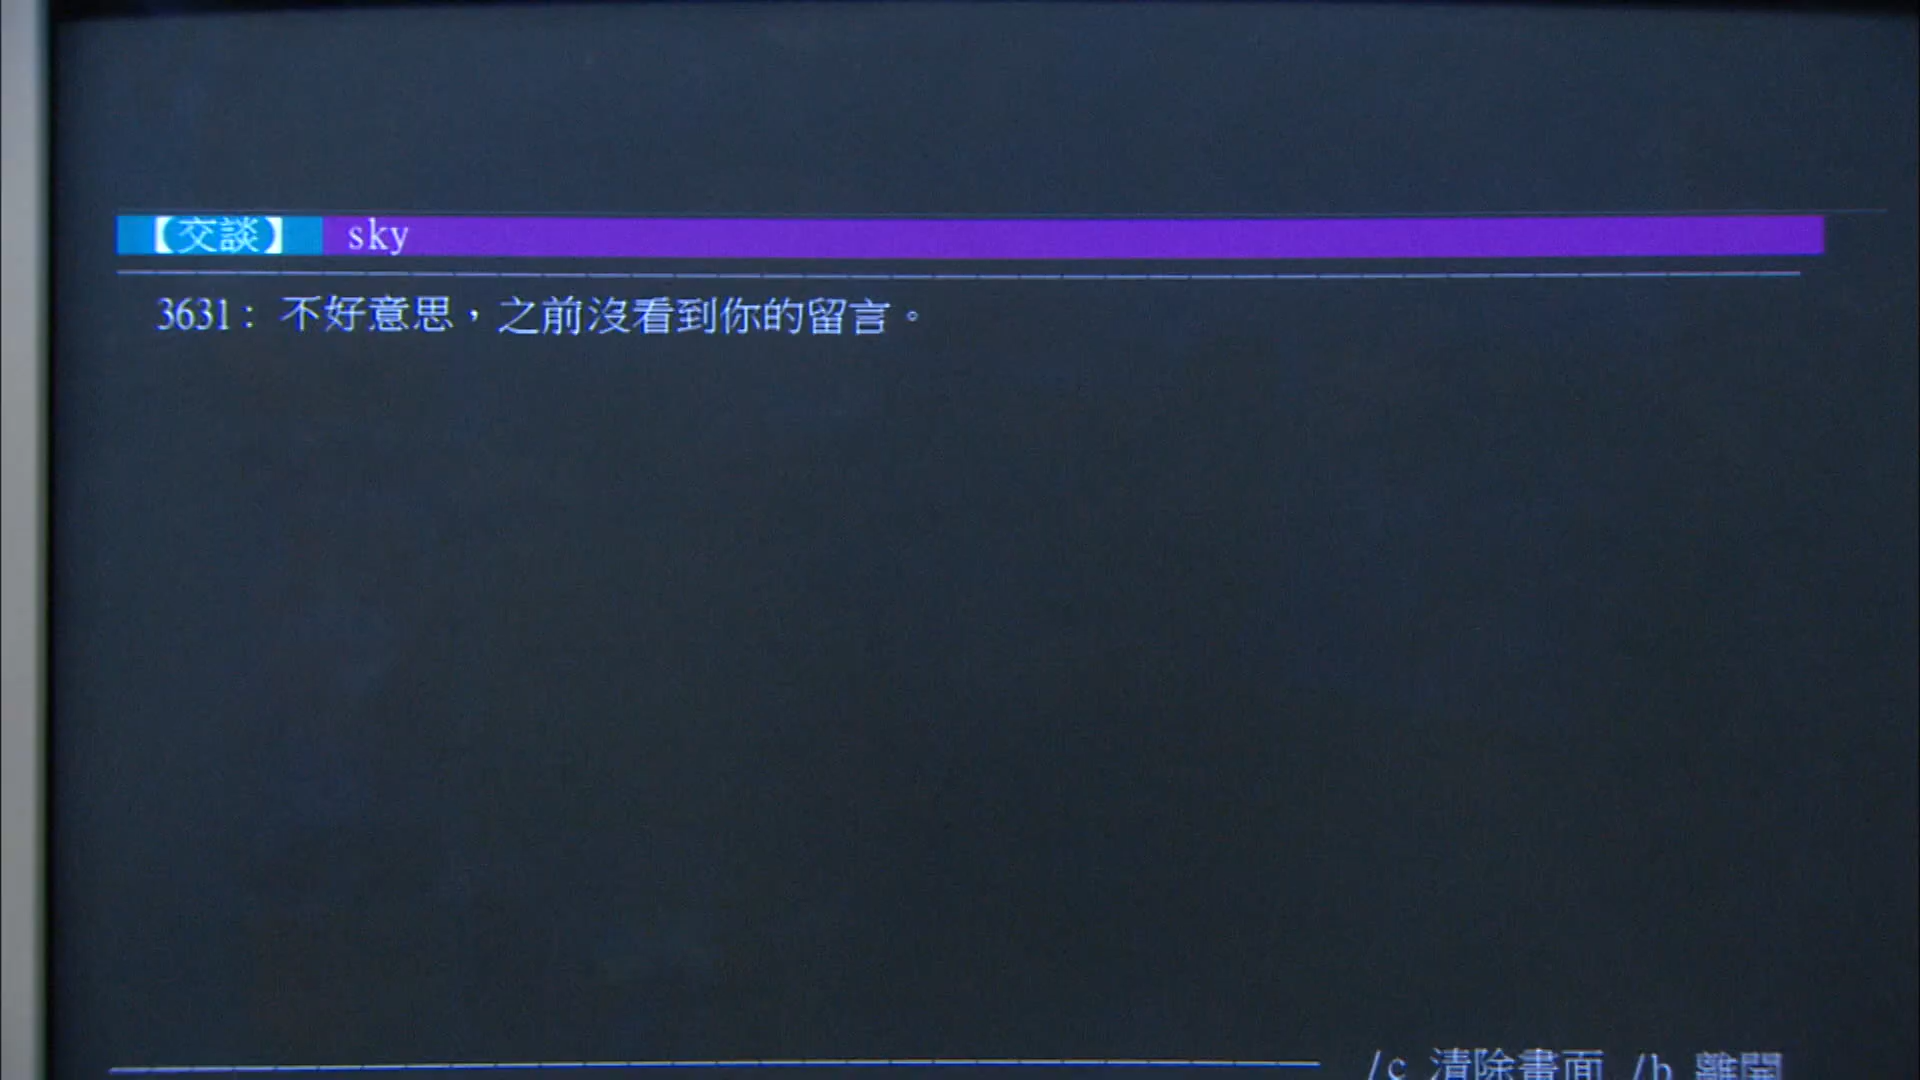 【交談】 sky
3631： 不好意思，之前沒看到你的留言。
/c 清除畫面 /b 離開